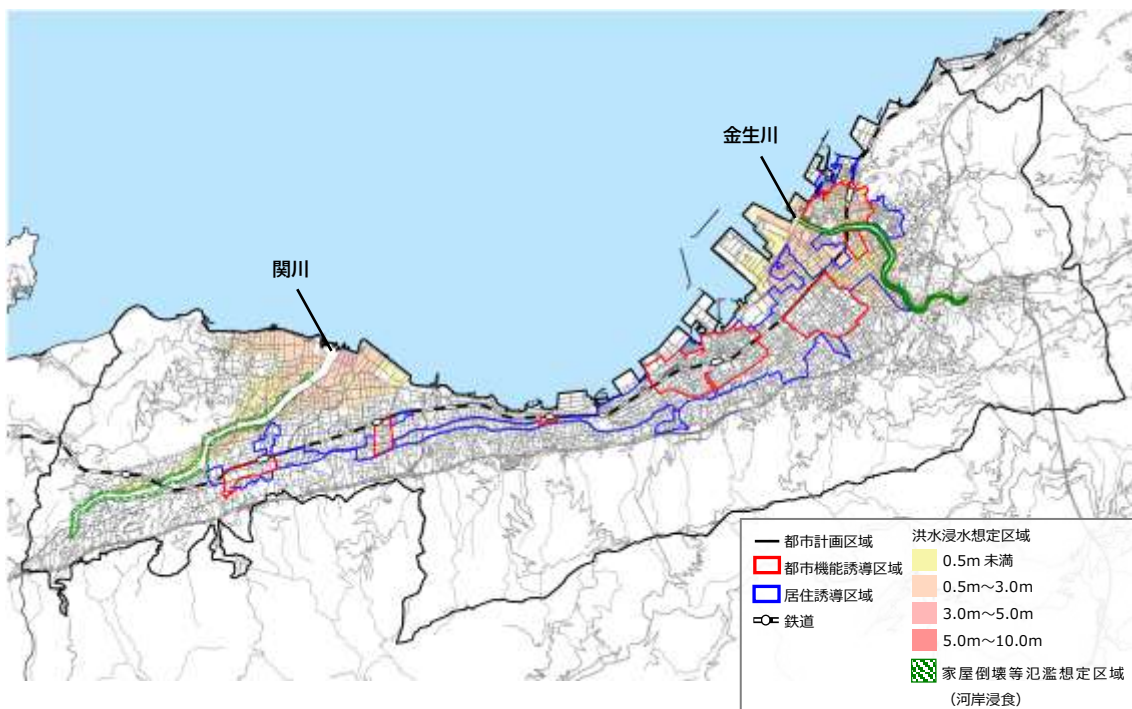 金生川
関川
都市計画区域
都市機能誘導区域
居住誘導区域
鉄道
洪水浸水想定区域
0.5m 未満
0.5m～3.0m
3.0m～5.0m
5.0m～10.0m
家屋倒壊等氾濫想定区域
（河岸浸食）